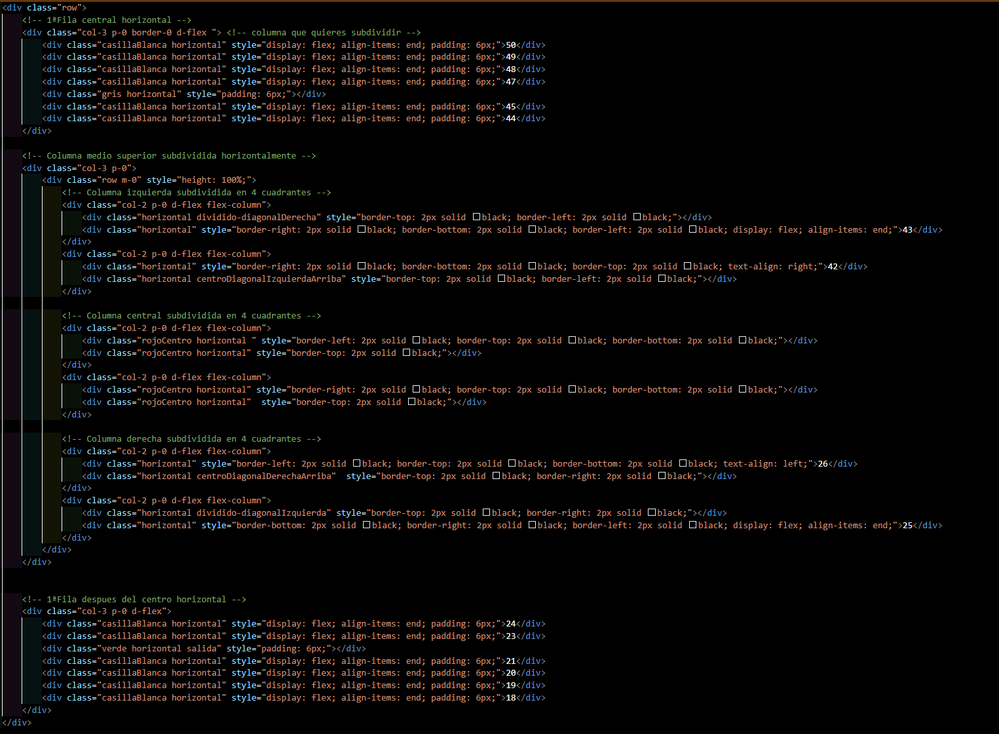 <div class="row">
<!-- 1ªFila central horizontal -->
<div class="col-3 p-0 border-0 d-flex "> <!-- columna que quieres subdividir -->
<div class="casillaBlanca horizontal" style="display: flex; align-items: end; padding: 6px;">50</div>
<div class="casillaBlanca horizontal" style="display: flex; align-items: end; padding: 6px;">49</div>
<div class="casillaBlanca horizontal" style="display: flex; align-items: end; padding: 6px;">48</div>
<div class="casillaBlanca horizontal" style="display: flex; align-items: end; padding: 6px;">47</div>
<div class="gris horizontal" style="padding: 6px;"></div>
<div class="casillaBlanca horizontal" style="display: flex; align-items: end; padding: 6px;">45</div>
<div class="casillaBlanca horizontal" style="display: flex; align-items: end; padding: 6px;">44</div>
</div>
<!-- Columna medio superior subdividida horizontalmente -->
<div class="col-3 p-0">
<div class="row m-0" style="height: 100%;">
<!-- Columna izquierda subdividida en 4 cuadrantes -->
<div class="col-2 p-0 d-flex flex-column">
<div class="horizontal dividido-diagonalDerecha" style="border-top: 2px solid black; border-left: 2px solid black;"></div>
<div class="horizontal" style="border-right: 2px solid black; border-bottom: 2px solid black; border-left: 2px solid black; display: flex; align-items: end;">43</div>
</div>
<div class="col-2 p-0 d-flex flex-column">
<div class="horizontal" style="border-right: 2px solid black; border-bottom: 2px solid black; border-top: 2px solid black; text-align: right;">42</div>
<div class="horizontal centroDiagonalIzquierdaArriba" style="border-top: 2px solid black; border-left: 2px solid black;"></div>
</div>
<!-- Columna central subdividida en 4 cuadrantes -->
<div class="col-2 p-0 d-flex flex-column">
<div class="rojoCentro horizontal " style="border-left: 2px solid black; border-top: 2px solid black; border-bottom: 2px solid black;"></div>
<div class="rojoCentro horizontal" style="border-top: 2px solid black;"></div>
</div>
<div class="col-2 p-0 d-flex flex-column">
<div class="rojoCentro horizontal" style="border-right: 2px solid black; border-top: 2px solid black; border-bottom: 2px solid black;"></div>
<div class="rojoCentro horizontal"  style="border-top: 2px solid black;"></div>
</div>
<!-- Columna derecha subdividida en 4 cuadrantes -->
<div class="col-2 p-0 d-flex flex-column">
<div class="horizontal" style="border-left: 2px solid black; border-top: 2px solid black; border-bottom: 2px solid black; text-align: left;">26</div>
<div class="horizontal centroDiagonalDerechaArriba"  style="border-top: 2px solid black; border-right: 2px solid black;"></div>
</div>
<div class="col-2 p-0 d-flex flex-column">
<div class="horizontal dividido-diagonalIzquierda" style="border-top: 2px solid black; border-right: 2px solid black;"></div>
<div class="horizontal" style="border-bottom: 2px solid black; border-right: 2px solid black; border-left: 2px solid black; display: flex; align-items: end;">25</div>
</div>
</div>
</div>
<!-- 1ªFila despues del centro horizontal -->
<div class="col-3 p-0 d-flex">
<div class="casillaBlanca horizontal" style="display: flex; align-items: end; padding: 6px;">24</div>
<div class="casillaBlanca horizontal" style="display: flex; align-items: end; padding: 6px;">23</div>
<div class="verde horizontal salida" style="padding: 6px;"></div>
<div class="casillaBlanca horizontal" style="display: flex; align-items: end; padding: 6px;">21</div>
<div class="casillaBlanca horizontal" style="display: flex; align-items: end; padding: 6px;">20</div>
<div class="casillaBlanca horizontal" style="display: flex; align-items: end; padding: 6px;">19</div>
<div class="casillaBlanca horizontal" style="display: flex; align-items: end; padding: 6px;">18</div>
</div>
</div>